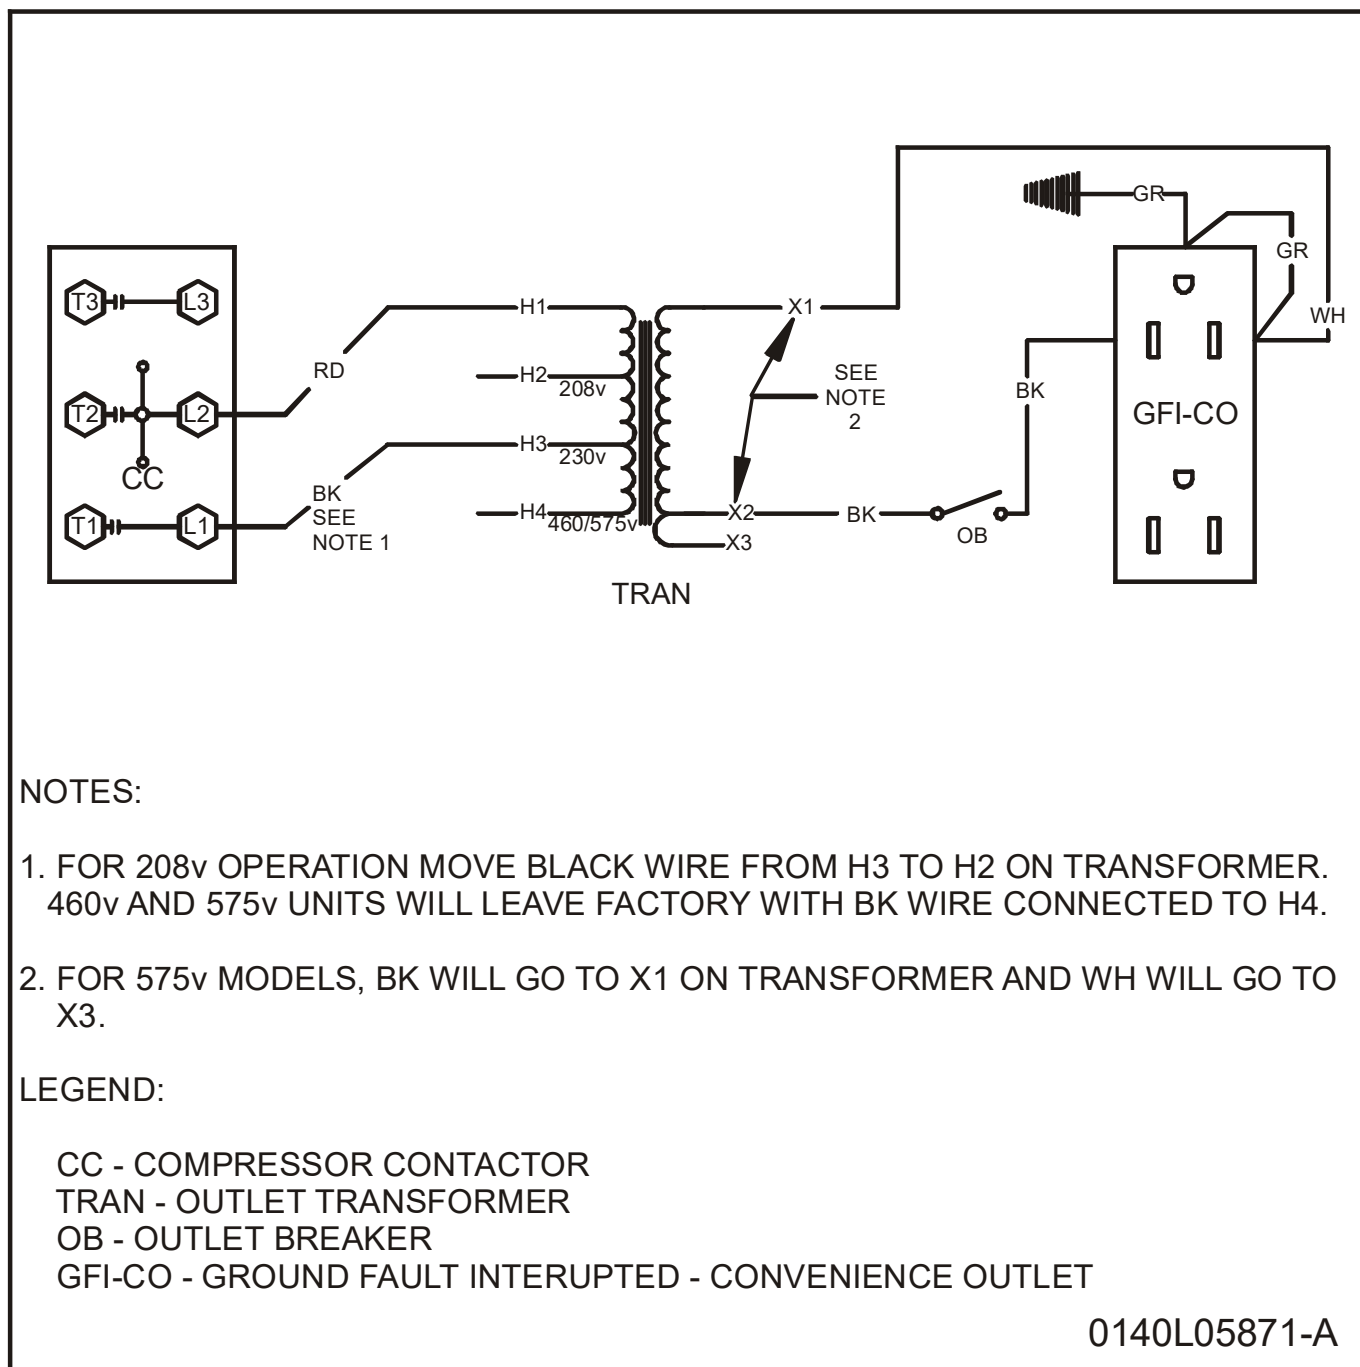 GR
GR
WH
T3
L3
H1
X1
RD
H2
208v
SEE
NOTE
2
BK
T2
L2
GFI-CO
H3
230v
CC
BK
SEE
NOTE 1
T1
L1
H4
460/575v
X2
BK
OB
X3
TRAN
NOTES:
1. FOR 208v OPERATION MOVE BLACK WIRE FROM H3 TO H2 ON TRANSFORMER.
460v AND 575v UNITS WILL LEAVE FACTORY WITH BK WIRE CONNECTED TO H4.
2. FOR 575v MODELS, BK WILL GO TO X1 ON TRANSFORMER AND WH WILL GO TO
X3.
LEGEND:
CC - COMPRESSOR CONTACTOR
TRAN - OUTLET TRANSFORMER
OB - OUTLET BREAKER
GFI-CO - GROUND FAULT INTERUPTED - CONVENIENCE OUTLET
0140L05871-A